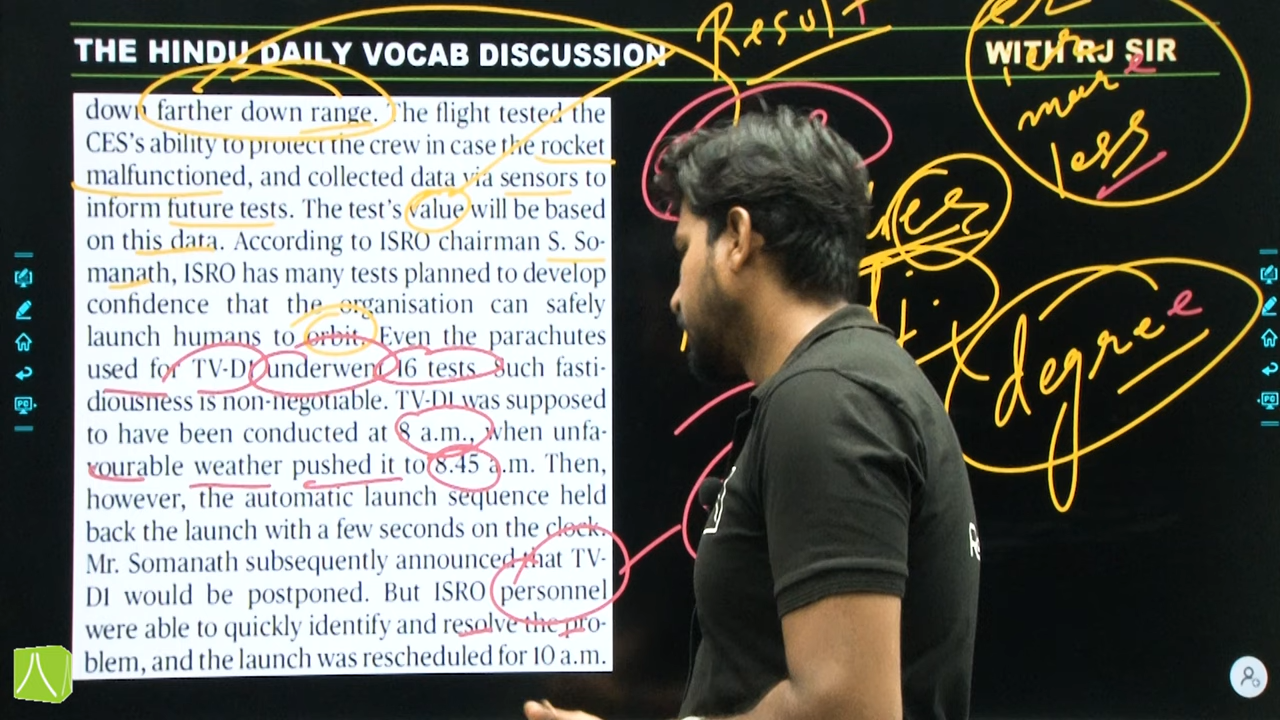 THE HINDU DAILY VOCAB DISCUSSION
WITH RJ SIR
down farther down range. The flight tested the
CES's ability to protect the crew in case the rocket
malfunctioned, and collected data via sensors to
inform future tests. The test's value will be based
on this data. According to ISRO chairman S. So-
manath, ISRO has many tests planned to develop
confidence that the organisation can safely
launch humans to orbit. Even the parachutes
used for TV-D1 underwent 16 tests. Such fasti-
diousness is non-negotiable. TV-D1 was supposed
to have been conducted at 8 a.m., when unfa-
vourable weather pushed it to 8.45 a.m. Then,
however, the automatic launch sequence held
back the launch with a few seconds on the clock.
Mr. Somanath subsequently announced that TV-
D1 would be postponed. But ISRO personnel
were able to quickly identify and resolve the pro-
blem, and the launch was rescheduled for 10 a.m.
Result
er
ier
more
less
degree